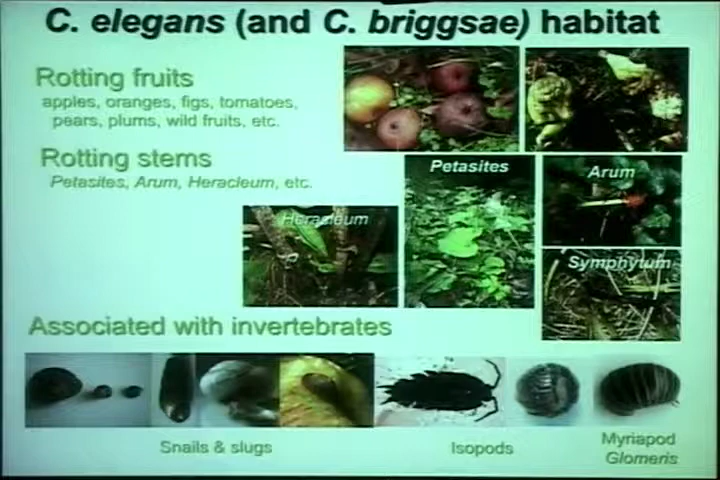 C. elegans (and C. briggsae) habitat
Rotting fruits
apples, oranges, figs, tomatoes,
pears, plums, wild fruits, etc.
Rotting stems
Petasites, Arum, Heracleum, etc.
Petasites
Arum
Heracleum
Symphytum
Associated with invertebrates
Snails & slugs
Isopods
Myriapod
Glomeris